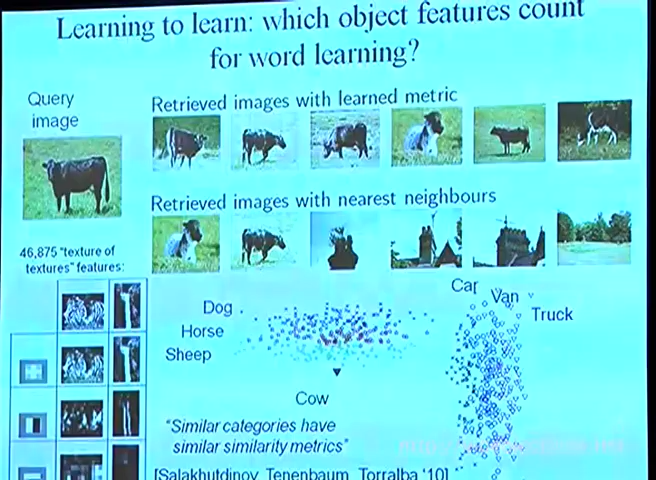 Learning to learn: which object features count
for word learning?
Query
image
Retrieved images with learned metric
Retrieved images with nearest neighbours
46,875 "texture of
textures" features:
Dog
Horse
Sheep
Cow
Car
Van
Truck
"Similar categories have
similar similarity metrics"
[Salakhutdinov, Tenenbaum, Torralba '10]